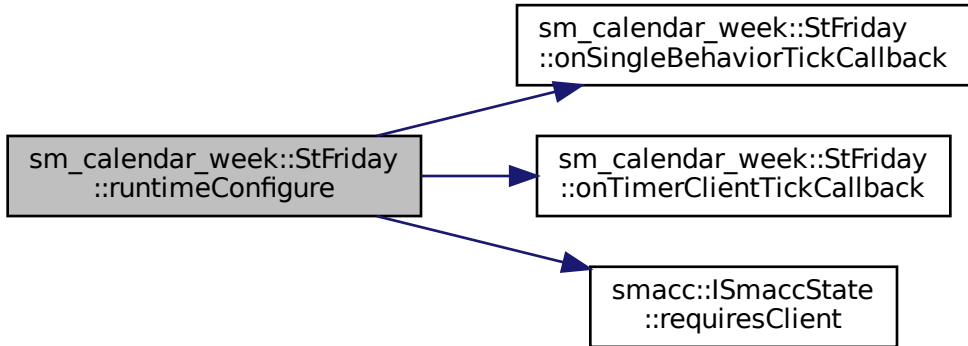 sm_calendar_week::StFriday
::onSingleBehaviorTickCallback
sm_calendar_week::StFriday
::runtimeConfigure
sm_calendar_week::StFriday
::onTimerClientTickCallback
smacc::ISmaccState
::requiresClient